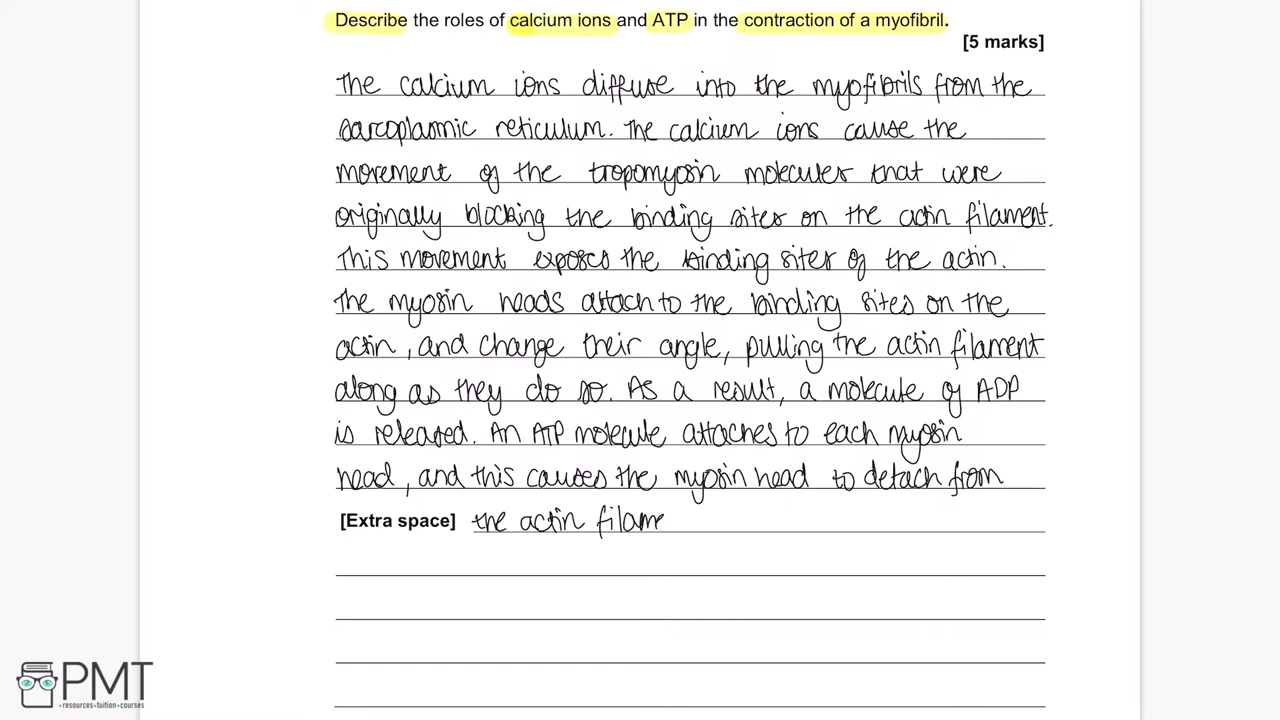 Describe the roles of calcium ions and ATP in the contraction of a myofibril.
[5 marks]
The calcium ions diffuse into the myofibrils from the
sarcoplasmic reticulum. The calcium ions cause the
movement of the tropomyosin molecules that were
originally blocking the binding sites on the actin filament.
This movement exposes the binding sites of the actin.
The myosin heads attach to the binding sites on the
actin, and change their angle, pulling the actin filament
along as they do so. As a result, a molecule of ADP
is released. An ATP molecule attaches to each myosin
head, and this causes the myosin head to detach from
[Extra space] the actin filame
PMT
•resources•tuition•courses